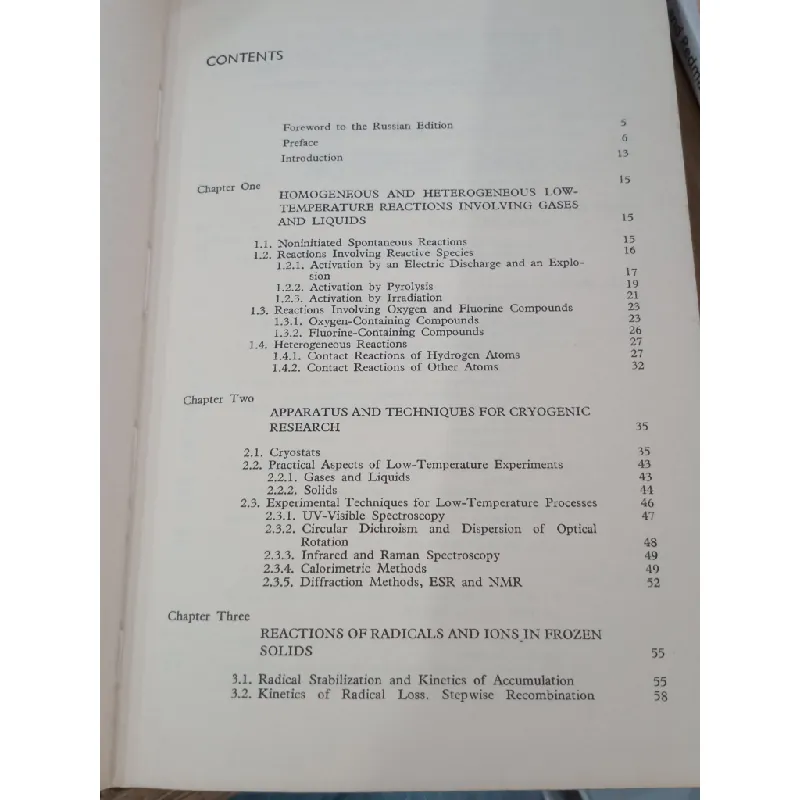 CONTENTS
Foreword to the Russian Edition 5
Preface 6
Introduction 13
Chapter One 15
HOMOGENEOUS AND HETEROGENEOUS LOW-
TEMPERATURE REACTIONS INVOLVING GASES
AND LIQUIDS 15
1.1. Noninitiated Spontaneous Reactions 15
1.2. Reactions Involving Reactive Species 16
1.2.1. Activation by an Electric Discharge and an Explo-
sion 17
1.2.2. Activation by Pyrolysis 19
1.2.3. Activation by Irradiation 21
1.3. Reactions Involving Oxygen and Fluorine Compounds 23
1.3.1. Oxygen-Containing Compounds 23
1.3.2. Fluorine-Containing Compounds 26
1.4. Heterogeneous Reactions 27
1.4.1. Contact Reactions of Hydrogen Atoms 27
1.4.2. Contact Reactions of Other Atoms 32
Chapter Two
APPARATUS AND TECHNIQUES FOR CRYOGENIC
RESEARCH 35
2.1. Cryostats 35
2.2. Practical Aspects of Low-Temperature Experiments 43
2.2.1. Gases and Liquids 43
2.2.2. Solids 44
2.3. Experimental Techniques for Low-Temperature Processes 46
2.3.1. UV-Visible Spectroscopy 47
2.3.2. Circular Dichroism and Dispersion of Optical
Rotation 48
2.3.3. Infrared and Raman Spectroscopy 49
2.3.4. Calorimetric Methods 49
2.3.5. Diffraction Methods, ESR and NMR 52
Chapter Three
REACTIONS OF RADICALS AND IONS IN FROZEN
SOLIDS 55
3.1. Radical Stabilization and Kinetics of Accumulation 55
3.2. Kinetics of Radical Loss. Stepwise Recombination 58